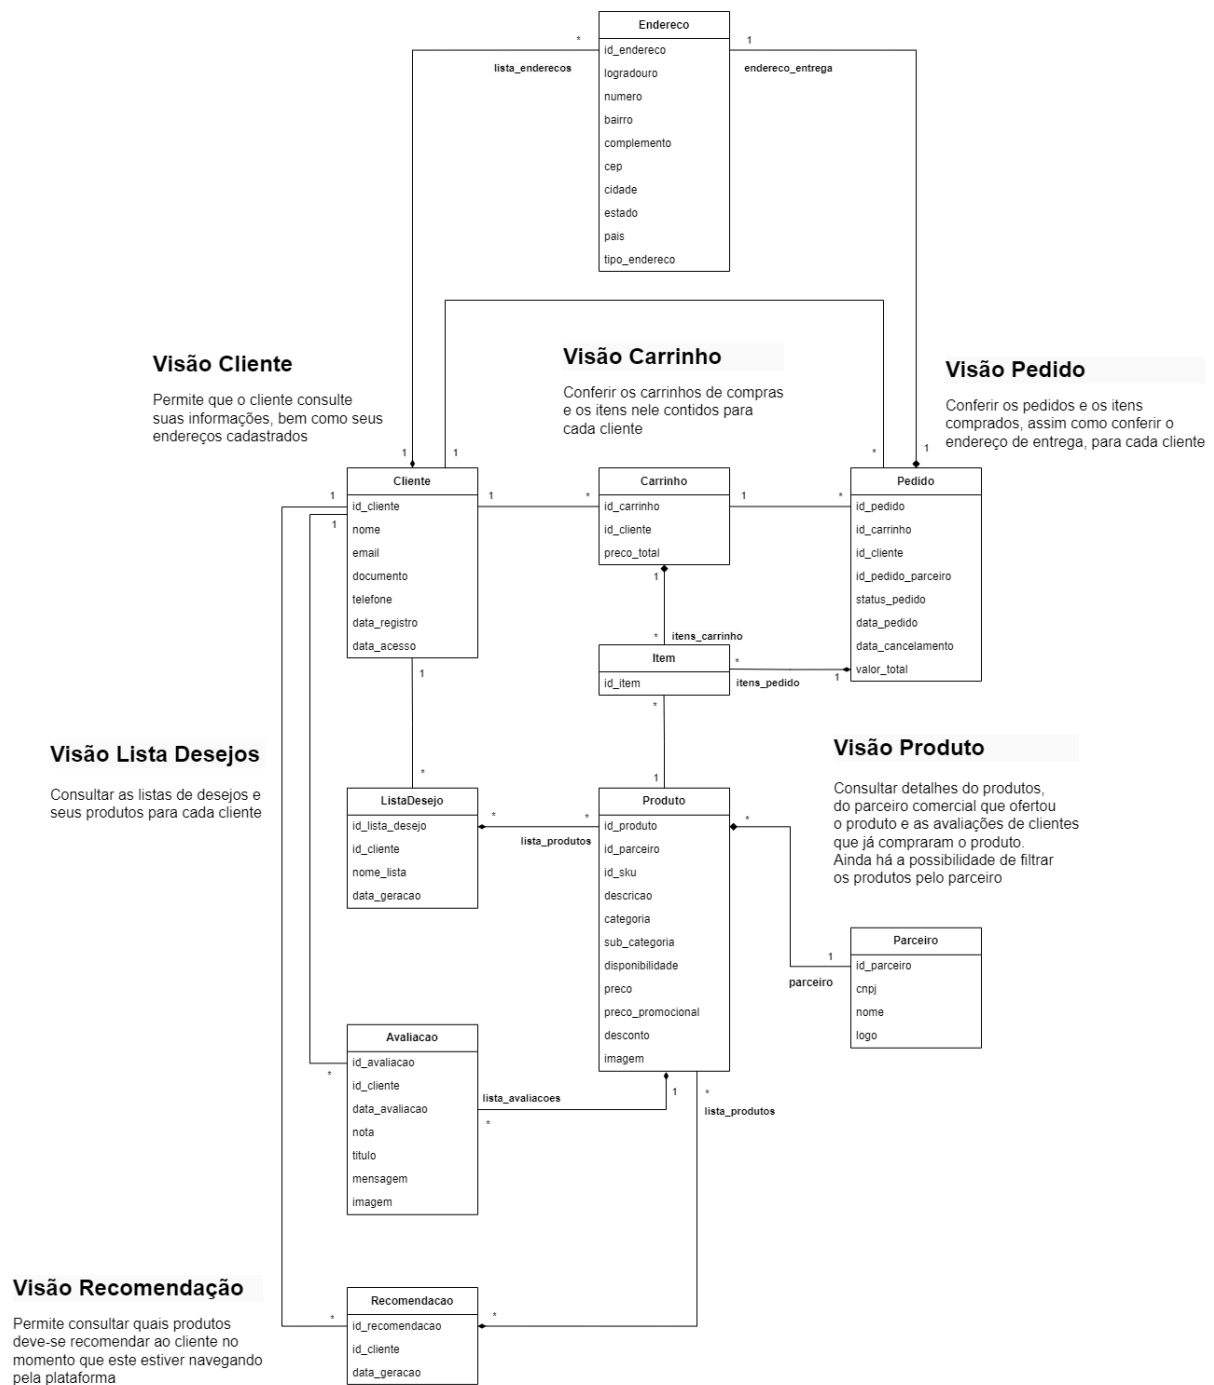 Endereco
id_endereco
logradouro
numero
bairro
complemento
cep
cidade
estado
pais
tipo_endereco
*
lista_enderecos
1
endereco_entrega
Visão Cliente
Permite que o cliente consulte
suas informações, bem como seus
endereços cadastrados
Visão Carrinho
Conferir os carrinhos de compras
e os itens nele contidos para
cada cliente
Visão Pedido
Conferir os pedidos e os itens
comprados, assim como conferir o
endereço de entrega, para cada cliente
1
1
*
1
Cliente
id_cliente
nome
email
documento
telefone
data_registro
data_acesso
1
1
1
*
Carrinho
id_carrinho
id_cliente
preco_total
1
*
Pedido
id_pedido
id_carrinho
id_cliente
id_pedido_parceiro
status_pedido
data_pedido
data_cancelamento
valor_total
1
*
itens_carrinho
Item
id_item
*
itens_pedido
1
1
*
*
1
Visão Lista Desejos
Consultar as listas de desejos e
seus produtos para cada cliente
Visão Produto
Consultar detalhes do produtos,
do parceiro comercial que ofertou
o produto e as avaliações de clientes
que já compraram o produto.
Ainda há a possibilidade de filtrar
os produtos pelo parceiro
ListaDesejo
id_lista_desejo
id_cliente
nome_lista
data_geracao
*
*
lista_produtos
Produto
id_produto
id_parceiro
id_sku
descricao
categoria
sub_categoria
disponibilidade
preco
preco_promocional
desconto
imagem
*
1
parceiro
Parceiro
id_parceiro
cnpj
nome
logo
Avaliacao
id_avaliacao
id_cliente
data_avaliacao
nota
titulo
mensagem
imagem
*
lista_avaliacoes
*
1
*
lista_produtos
Visão Recomendação
Permite consultar quais produtos
deve-se recomendar ao cliente no
momento que este estiver navegando
pela plataforma
*
Recomendacao
id_recomendacao
id_cliente
data_geracao
*